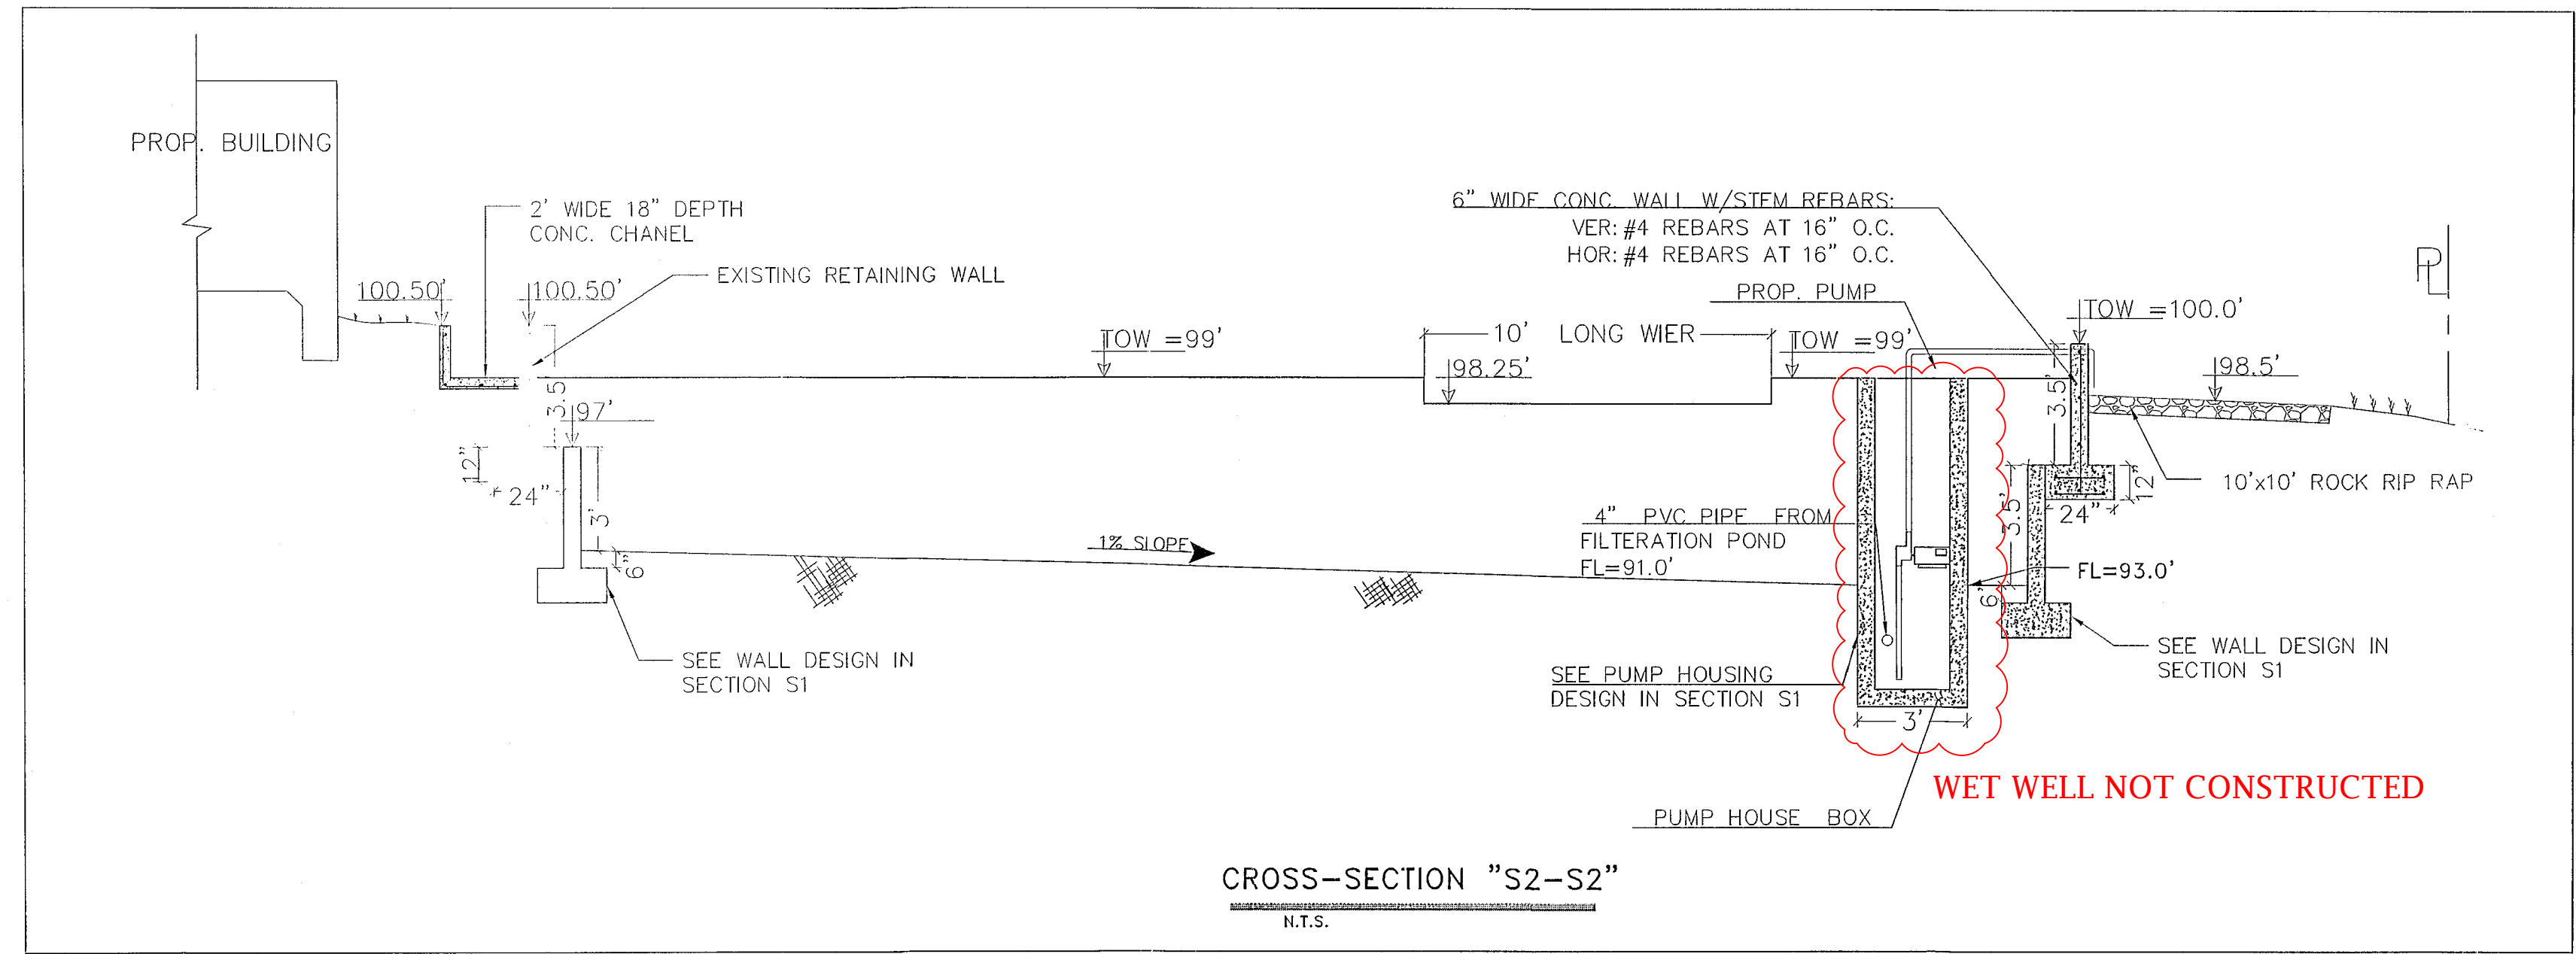 PROP. BUILDING
2' WIDE 18" DEPTH
CONC. CHANEL
EXISTING RETAINING WALL
100.50'
100.50'
3.5'
97'
12"
24"
3'
6"
SEE WALL DESIGN IN
SECTION S1
TOW =99'
1% SLOPE
10' LONG WIER
98.25'
TOW =99'
6" WIDE CONC. WALL W/STEM REBARS:
VER: #4 REBARS AT 16" O.C.
HOR: #4 REBARS AT 16" O.C.
PROP. PUMP
TOW =100.0'
PL
98.5'
3.5'
10'x10' ROCK RIP RAP
12"
24"
3.5'
4" PVC PIPE FROM
FILTERATION POND
FL=91.0'
FL=93.0'
6"
SEE WALL DESIGN IN
SECTION S1
SEE PUMP HOUSING
DESIGN IN SECTION S1
3'
WET WELL NOT CONSTRUCTED
PUMP HOUSE BOX
CROSS-SECTION "S2-S2"
N.T.S.